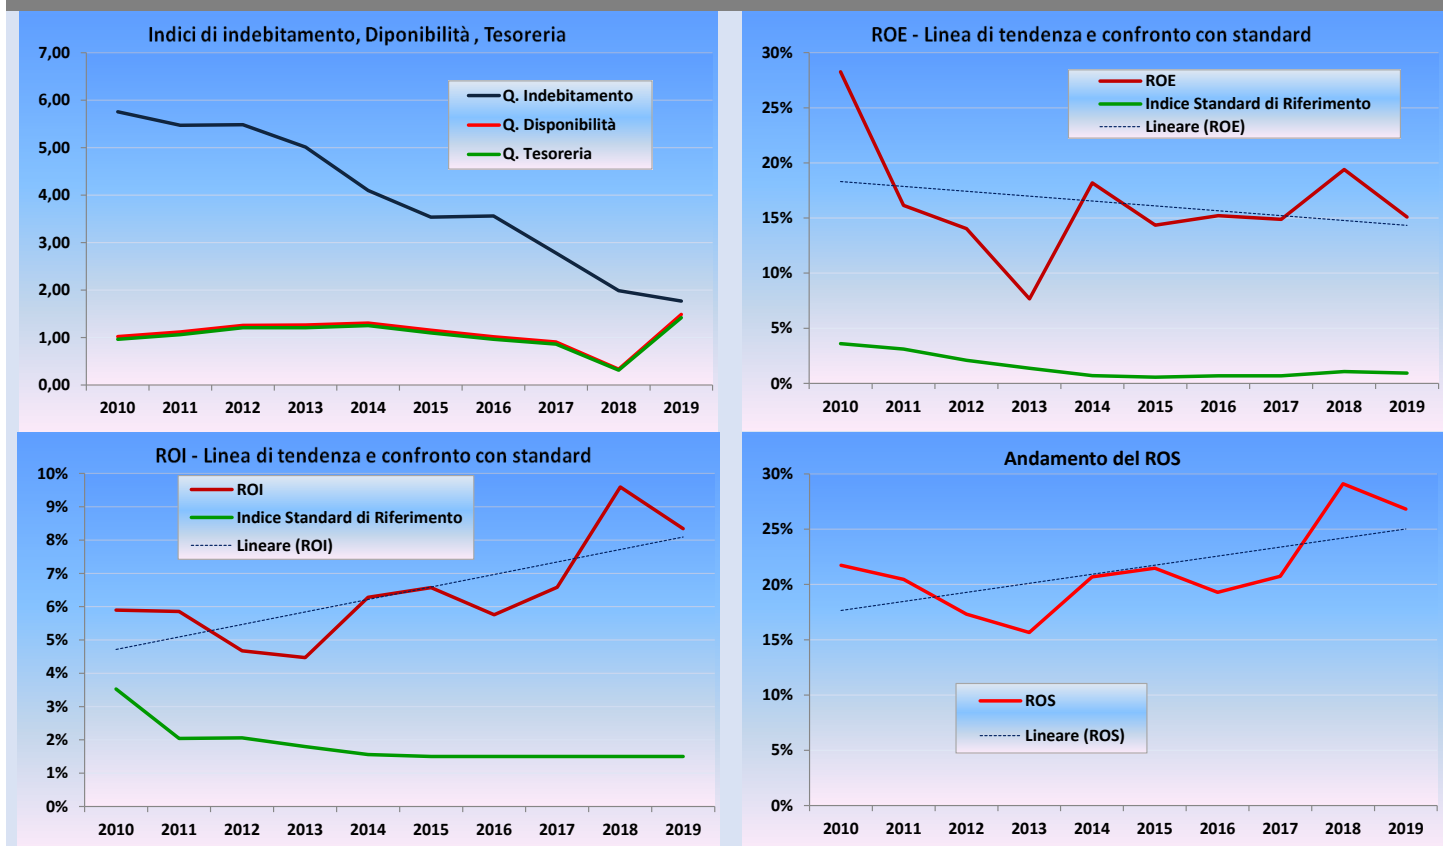 Indici di indebitamento, Diponibilità , Tesoreria
7,00
6,00
5,00
4,00
3,00
2,00
1,00
0,00
Q. Indebitamento
Q. Disponibilità
Q. Tesoreria
2010 2011 2012 2013 2014 2015 2016 2017 2018 2019
ROE - Linea di tendenza e confronto con standard
30%
25%
20%
15%
10%
5%
0%
ROE
Indice Standard di Riferimento
Lineare (ROE)
2010 2011 2012 2013 2014 2015 2016 2017 2018 2019
ROI - Linea di tendenza e confronto con standard
10%
9%
8%
7%
6%
5%
4%
3%
2%
1%
0%
ROI
Indice Standard di Riferimento
Lineare (ROI)
2010 2011 2012 2013 2014 2015 2016 2017 2018 2019
Andamento del ROS
30%
25%
20%
15%
10%
5%
0%
ROS
Lineare (ROS)
2010 2011 2012 2013 2014 2015 2016 2017 2018 2019